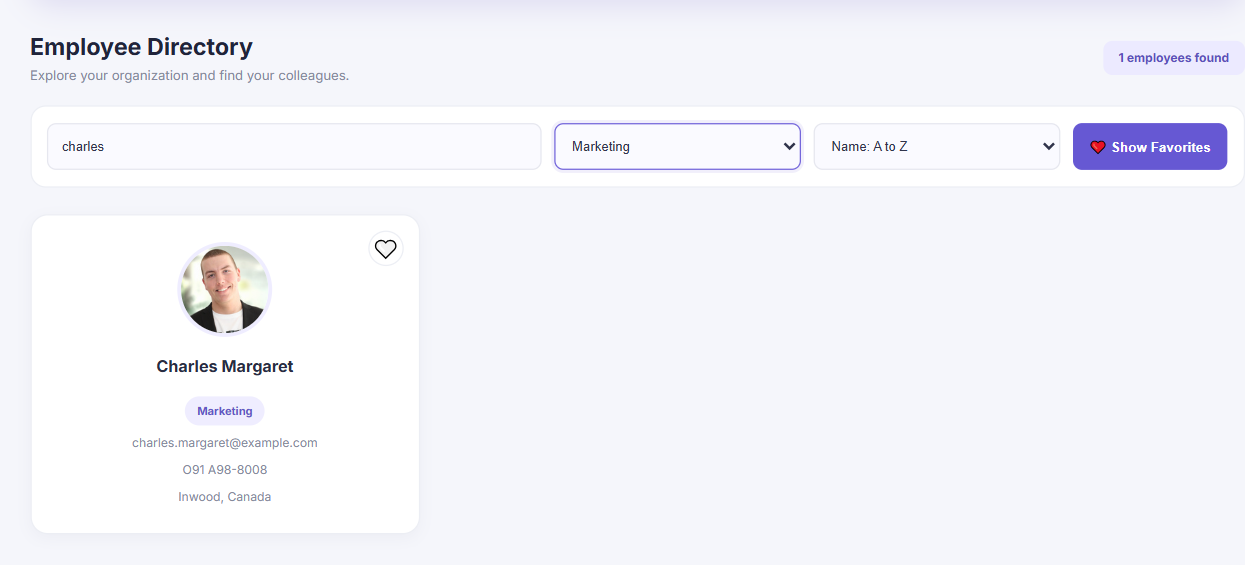 Employee Directory
Explore your organization and find your colleagues.
1 employees found
charles
Marketing
Name: A to Z
Show Favorites
Charles Margaret
Marketing
charles.margaret@example.com
O91 A98-8008
Inwood, Canada